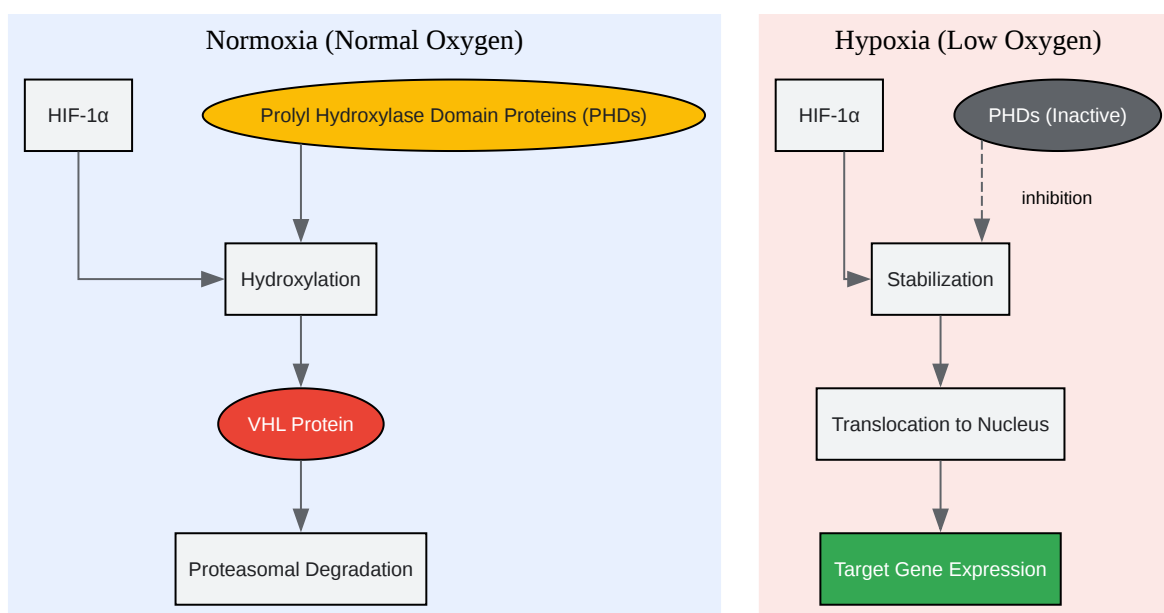 Normoxia (Normal Oxygen)
HIF-1α
Prolyl Hydroxylase Domain Proteins (PHDs)
Hydroxylation
VHL Protein
Proteasomal Degradation
Hypoxia (Low Oxygen)
HIF-1α
PHDs (Inactive)
inhibition
Stabilization
Translocation to Nucleus
Target Gene Expression